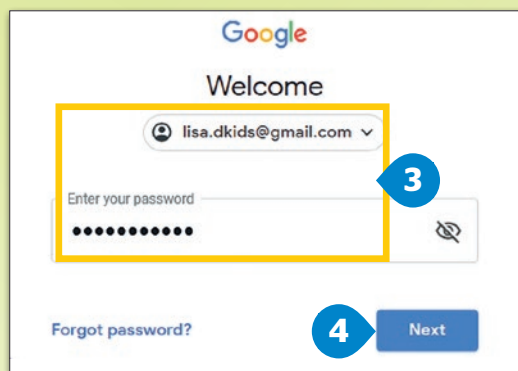 Google
Welcome
lisa.dkids@gmail.com
3
Enter your password
•••••••••••
Forgot password?
4
Next